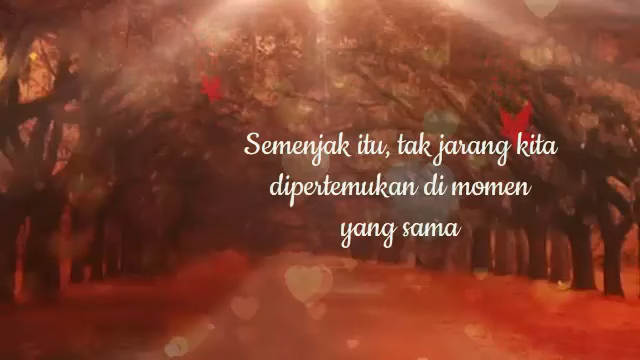 Semenjak itu, tak jarang kita
dipertemukan di momen
yang sama